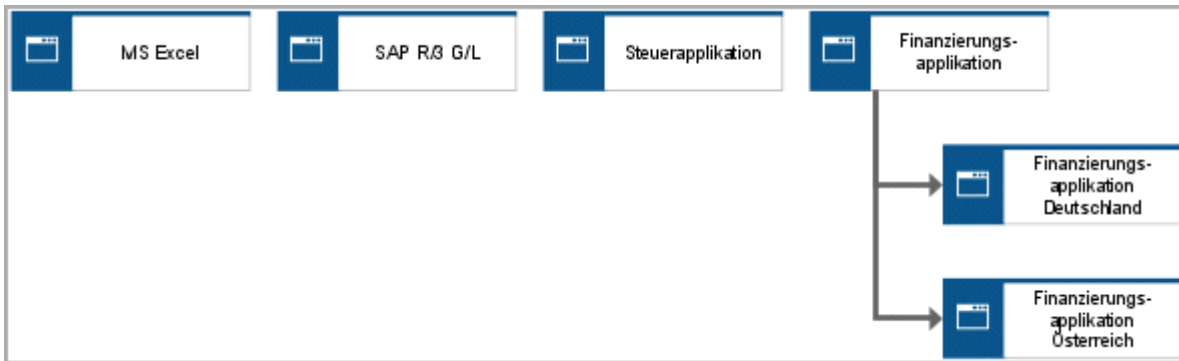 MS Excel
SAP R/3 G/L
Steuerapplikation
Finanzierungs-
applikation
Finanzierungs-
applikation
Deutschland
Finanzierungs-
applikation
Österreich